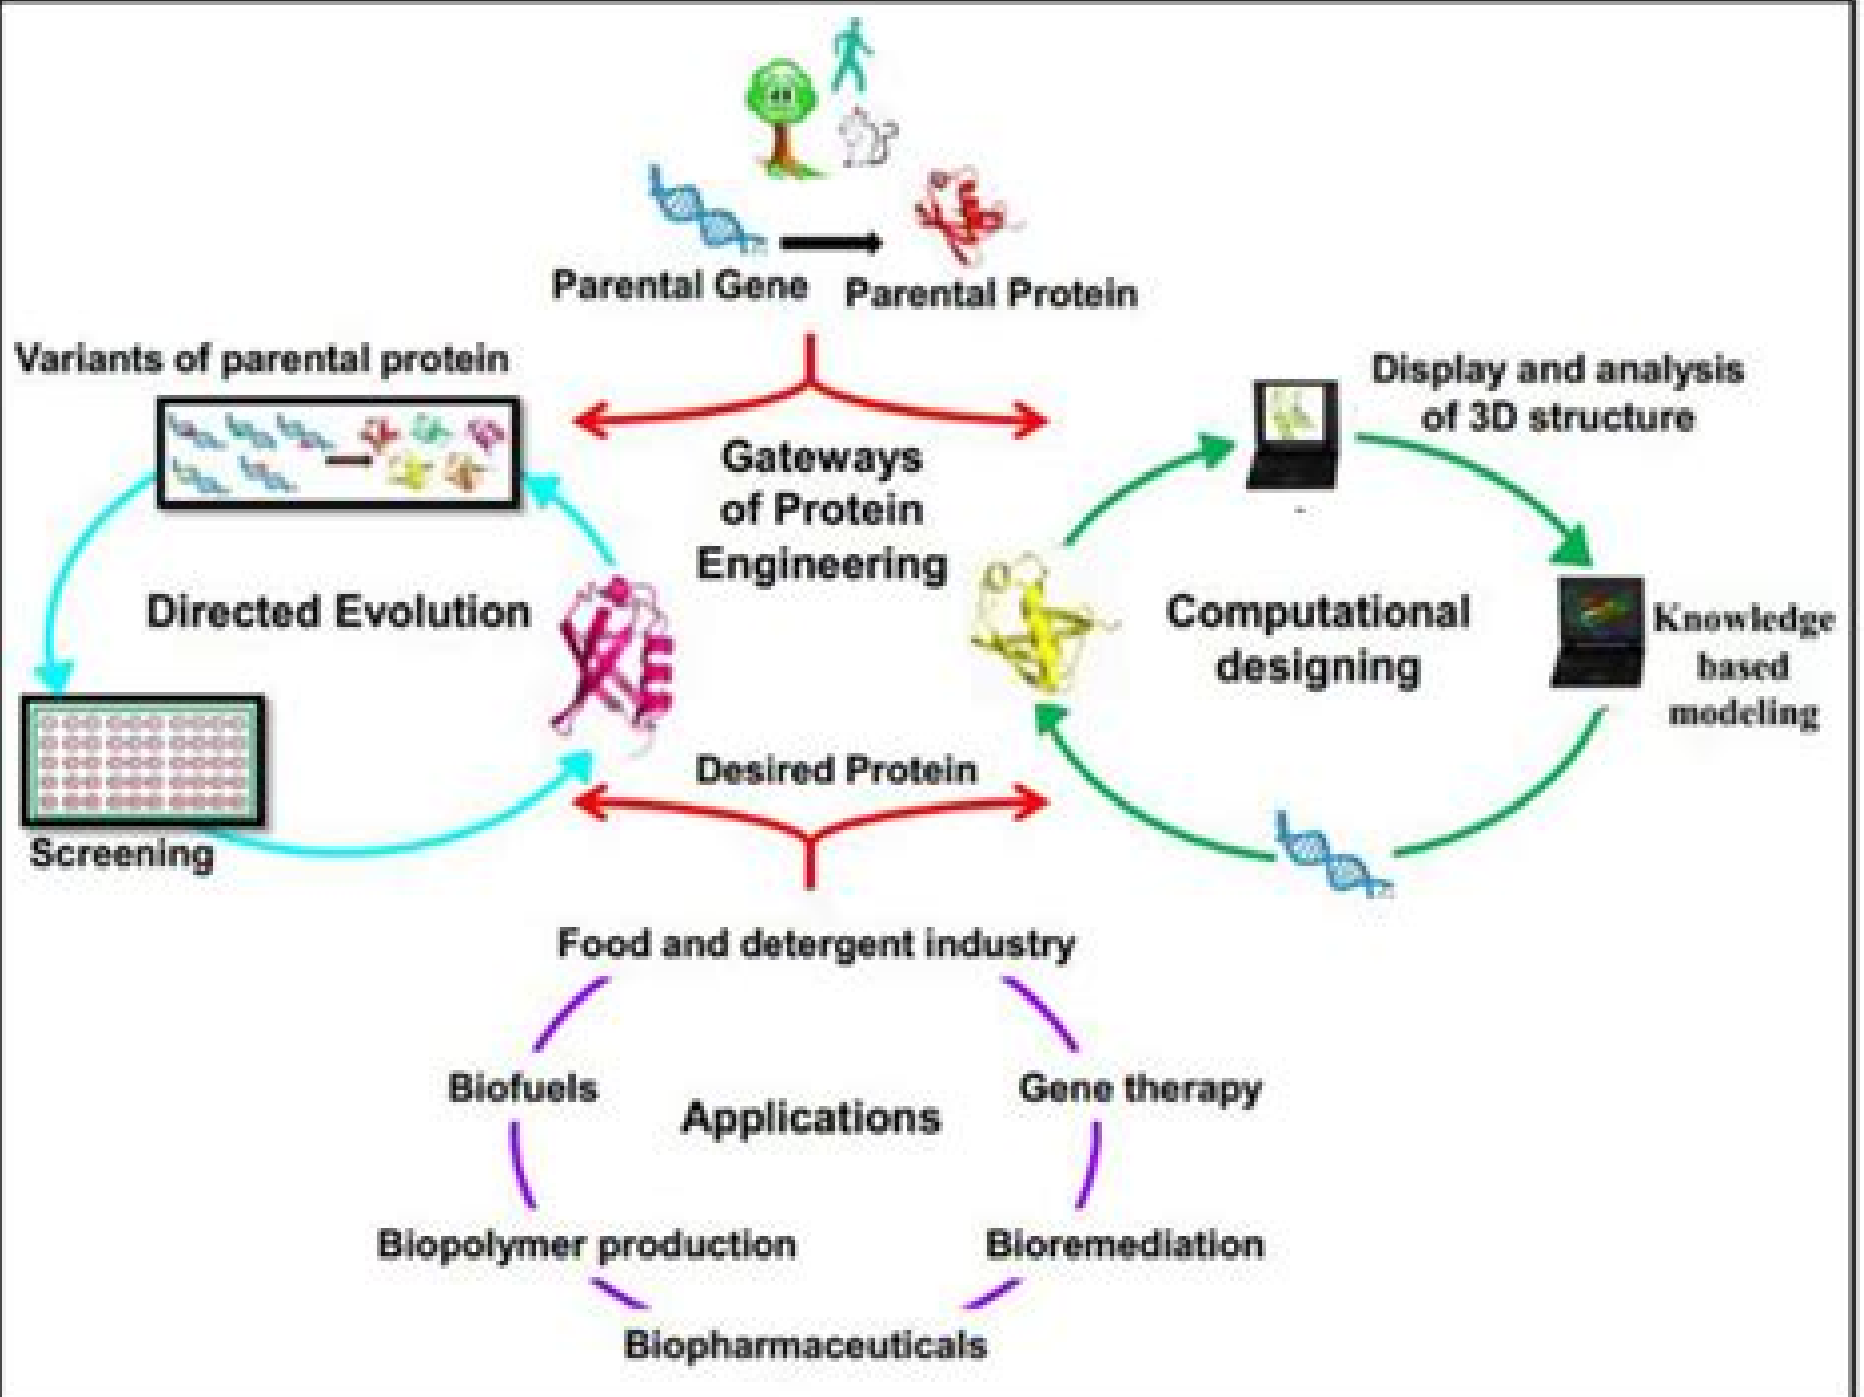 Parental Gene
Parental Protein
Variants of parental protein
Display and analysis
of 3D structure
Gateways
of Protein
Engineering
Directed Evolution
Computational
designing
Knowledge
based
modeling
Desired Protein
Screening
Food and detergent industry
Biofuels
Gene therapy
Applications
Biopolymer production
Bioremediation
Biopharmaceuticals